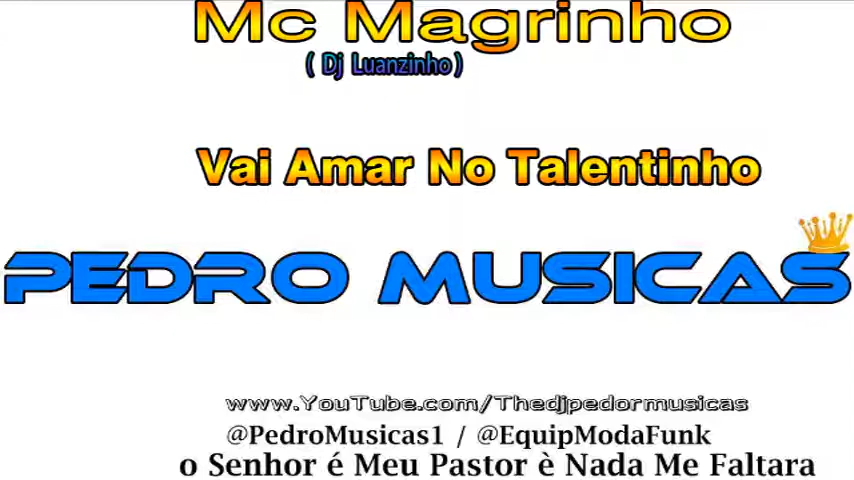 Mc Magrinho
( Dj Luanzinho)
Vai Amar No Talentinho
PEDRO MUSICAS
www.YouTube.com/Thedjpedormusicas
@PedroMusicas1 / @EquipModaFunk
o Senhor é Meu Pastor è Nada Me Faltara